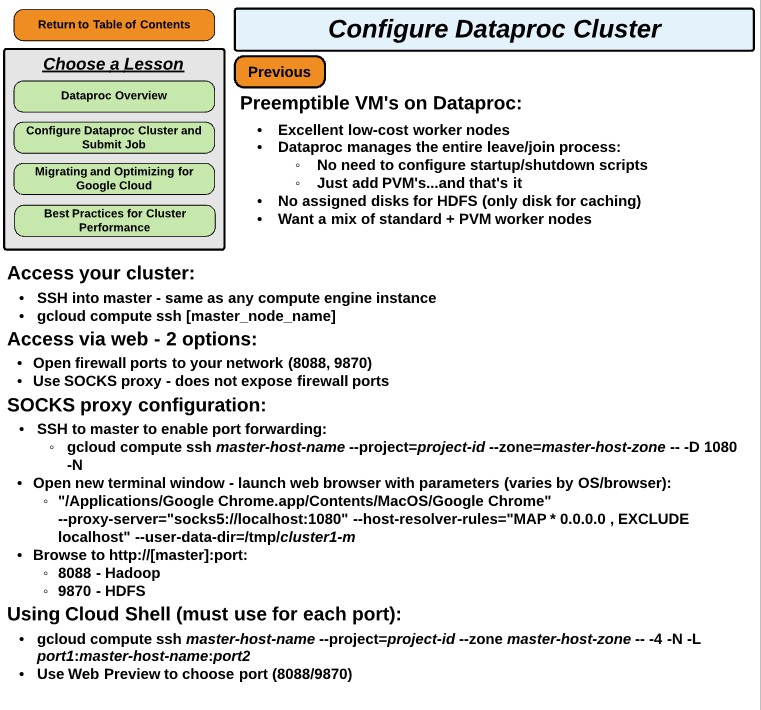 Return to Table of Contents
Choose a Lesson
Dataproc Overview
Configure Dataproc Cluster and
Submit Job
Migrating and Optimizing for
Google Cloud
Best Practices for Cluster
Performance
Configure Dataproc Cluster
Previous
Preemptible VM's on Dataproc:
• Excellent low-cost worker nodes
• Dataproc manages the entire leave/join process:
◦ No need to configure startup/shutdown scripts
◦ Just add PVM's...and that's it
• No assigned disks for HDFS (only disk for caching)
• Want a mix of standard + PVM worker nodes
Access your cluster:
• SSH into master - same as any compute engine instance
• gcloud compute ssh [master_node_name]
Access via web - 2 options:
• Open firewall ports to your network (8088, 9870)
• Use SOCKS proxy - does not expose firewall ports
SOCKS proxy configuration:
• SSH to master to enable port forwarding:
◦ gcloud compute ssh master-host-name --project=project-id --zone=master-host-zone -- -D 1080
-N
• Open new terminal window - launch web browser with parameters (varies by OS/browser):
◦ "/Applications/Google Chrome.app/Contents/MacOS/Google Chrome"
--proxy-server="socks5://localhost:1080" --host-resolver-rules="MAP * 0.0.0.0 , EXCLUDE
localhost" --user-data-dir=/tmp/cluster1-m
• Browse to http://[master]:port:
◦ 8088 - Hadoop
◦ 9870 - HDFS
Using Cloud Shell (must use for each port):
• gcloud compute ssh master-host-name --project=project-id --zone master-host-zone -- -4 -N -L
port1:master-host-name:port2
• Use Web Preview to choose port (8088/9870)